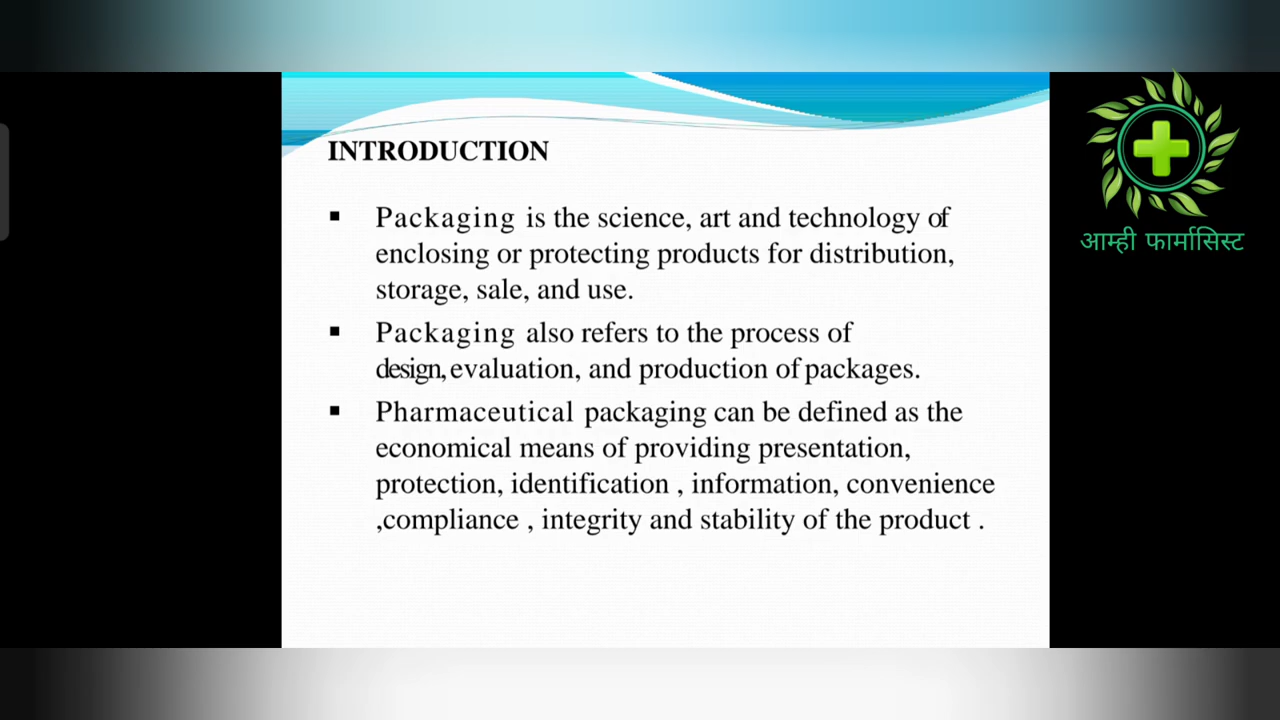 INTRODUCTION
▪ Packaging is the science, art and technology of
enclosing or protecting products for distribution,
storage, sale, and use.
▪ Packaging also refers to the process of
design, evaluation, and production of packages.
▪ Pharmaceutical packaging can be defined as the
economical means of providing presentation,
protection, identification , information, convenience
,compliance , integrity and stability of the product .
आम्ही फार्मासिस्ट